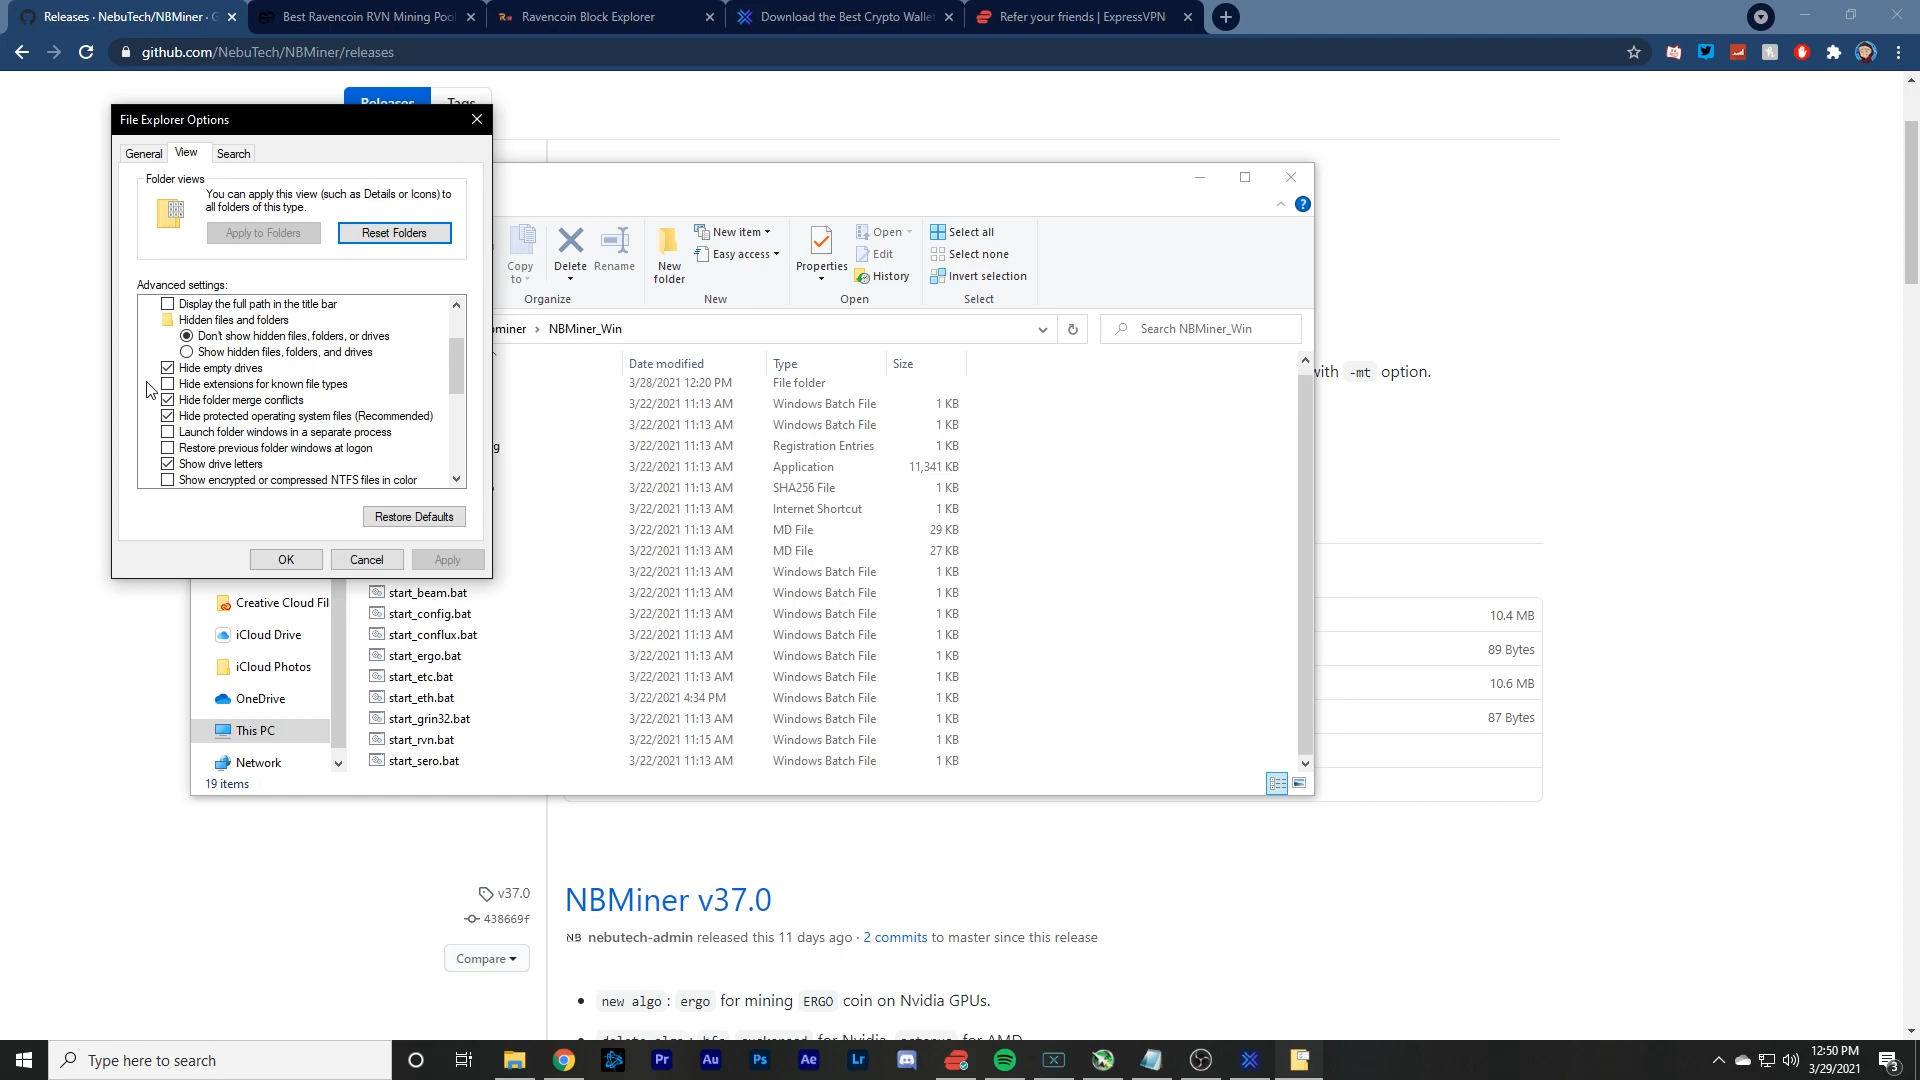 Releases · NebuTech/NBMiner · G
Best Ravencoin RVN Mining Pool
Ravencoin Block Explorer
Download the Best Crypto Wallet
Refer your friends | ExpressVPN
github.com/NebuTech/NBMiner/releases
Releases Tags
File Explorer Options
General View Search
Folder views
You can apply this view (such as Details or Icons) to
all folders of this type.
Apply to Folders Reset Folders
Advanced settings:
Display the full path in the title bar
Hidden files and folders
Don't show hidden files, folders, or drives
Show hidden files, folders, and drives
Hide empty drives
Hide extensions for known file types
Hide folder merge conflicts
Hide protected operating system files (Recommended)
Launch folder windows in a separate process
Restore previous folder windows at logon
Show drive letters
Show encrypted or compressed NTFS files in color
Restore Defaults
OK Cancel Apply
Copy
to
Delete
Rename
Organize
New
folder
New item
Easy access
New
Properties
Open
Edit
History
Open
Select all
Select none
Invert selection
Select
miner › NBMiner_Win
Search NBMiner_Win
Date modified Type Size
3/28/2021 12:20 PM File folder
3/22/2021 11:13 AM Windows Batch File 1 KB
3/22/2021 11:13 AM Windows Batch File 1 KB
g 3/22/2021 11:13 AM Registration Entries 1 KB
3/22/2021 11:13 AM Application 11,341 KB
3/22/2021 11:13 AM SHA256 File 1 KB
3/22/2021 11:13 AM Internet Shortcut 1 KB
3/22/2021 11:13 AM MD File 29 KB
3/22/2021 11:13 AM MD File 27 KB
3/22/2021 11:13 AM Windows Batch File 1 KB
start_beam.bat 3/22/2021 11:13 AM Windows Batch File 1 KB
start_config.bat 3/22/2021 11:13 AM Windows Batch File 1 KB
start_conflux.bat 3/22/2021 11:13 AM Windows Batch File 1 KB
start_ergo.bat 3/22/2021 11:13 AM Windows Batch File 1 KB
start_etc.bat 3/22/2021 11:13 AM Windows Batch File 1 KB
start_eth.bat 3/22/2021 4:34 PM Windows Batch File 1 KB
start_grin32.bat 3/22/2021 11:13 AM Windows Batch File 1 KB
start_rvn.bat 3/22/2021 11:15 AM Windows Batch File 1 KB
start_sero.bat 3/22/2021 11:13 AM Windows Batch File 1 KB
Creative Cloud Fil
iCloud Drive
iCloud Photos
OneDrive
This PC
Network
19 items
with -mt option.
10.4 MB
89 Bytes
10.6 MB
87 Bytes
v37.0
438669f
Compare
NBMiner v37.0
NB nebutech-admin released this 11 days ago · 2 commits to master since this release
• new algo : ergo for mining ERGO coin on Nvidia GPUs.
for Nvidia, for AMD
Type here to search
Pr Au Ps Ae Lr
12:50 PM
3/29/2021
3